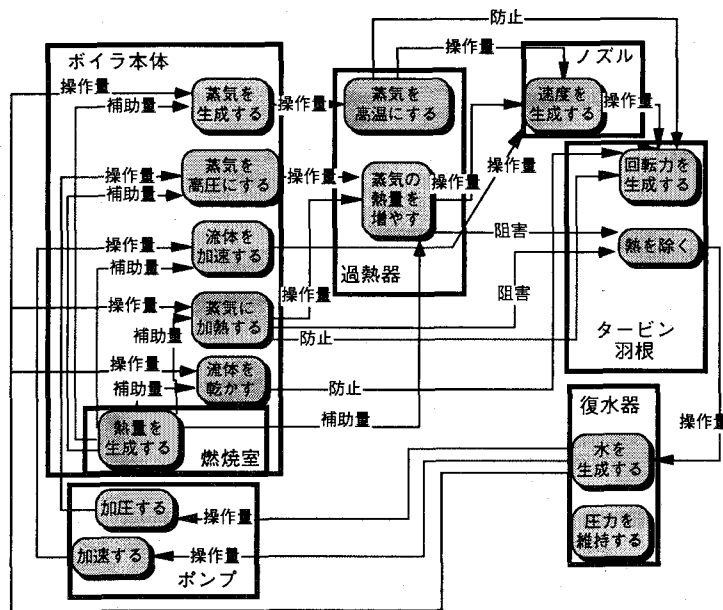 防止
ボイラ本体
操作量
ノズル
操作量
蒸気を
生成する
操作量
蒸気を
高温にする
速度を
生成する
操作量
補助量
操作量
蒸気を
高圧にする
操作量
蒸気の
熱量を
増やす
操作量
操作量
回転力を
生成する
補助量
操作量
流体を
加速する
阻害
熱を除く
補助量
過熱器
操作量
蒸気に
加熱する
操作量
阻害
タービン
羽根
補助量
防止
操作量
流体を
乾かす
補助量
防止
復水器
熱量を
生成する
補助量
操作量
燃焼室
水を
生成する
加圧する
操作量
圧力を
維持する
加速する
操作量
ポンプ